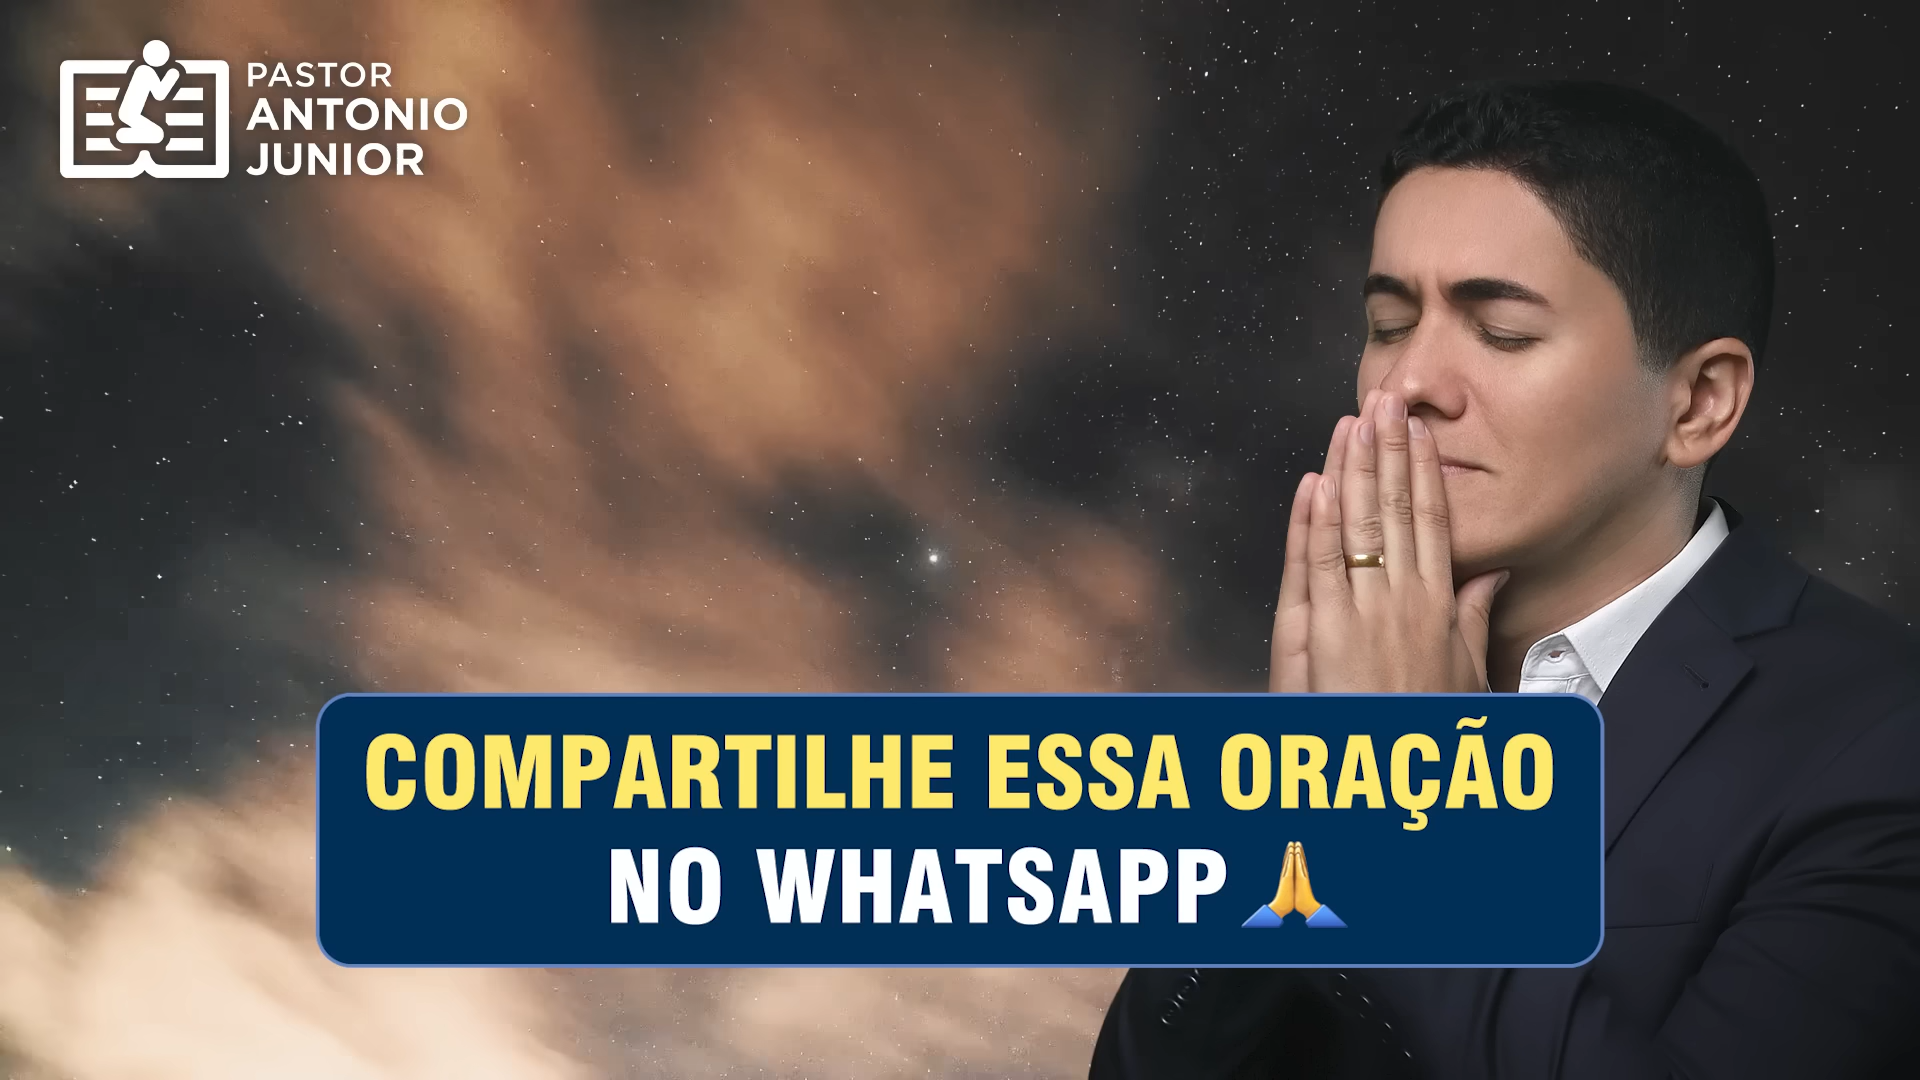 PASTOR
ANTONIO
JUNIOR
COMPARTILHE ESSA ORAÇÃO
NO WHATSAPP🙏